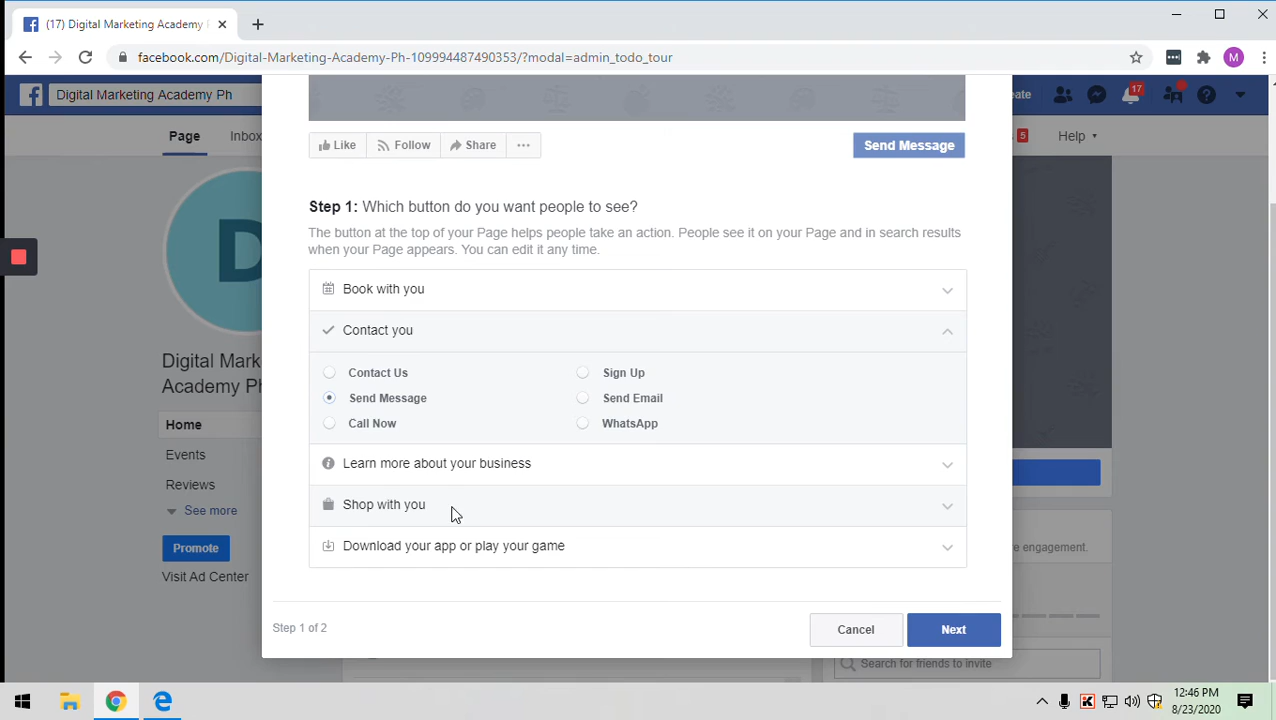 (17) Digital Marketing Academy P
facebook.com/Digital-Marketing-Academy-Ph-109994487490353/?modal=admin_todo_tour
M
Digital Marketing Academy Ph
17
Page
Inbox
5
Help
Like
Follow
Share
Send Message
Step 1: Which button do you want people to see?
The button at the top of your Page helps people take an action. People see it on your Page and in search results
when your Page appears. You can edit it any time.
Book with you
Contact you
Contact Us
Sign Up
Send Message
Send Email
Call Now
WhatsApp
Learn more about your business
Shop with you
Download your app or play your game
Step 1 of 2
Cancel
Next
D
Digital Mark
Academy P
Home
Events
Reviews
See more
Promote
Visit Ad Center
engagement.
Search for friends to invite
K
12:46 PM
8/23/2020